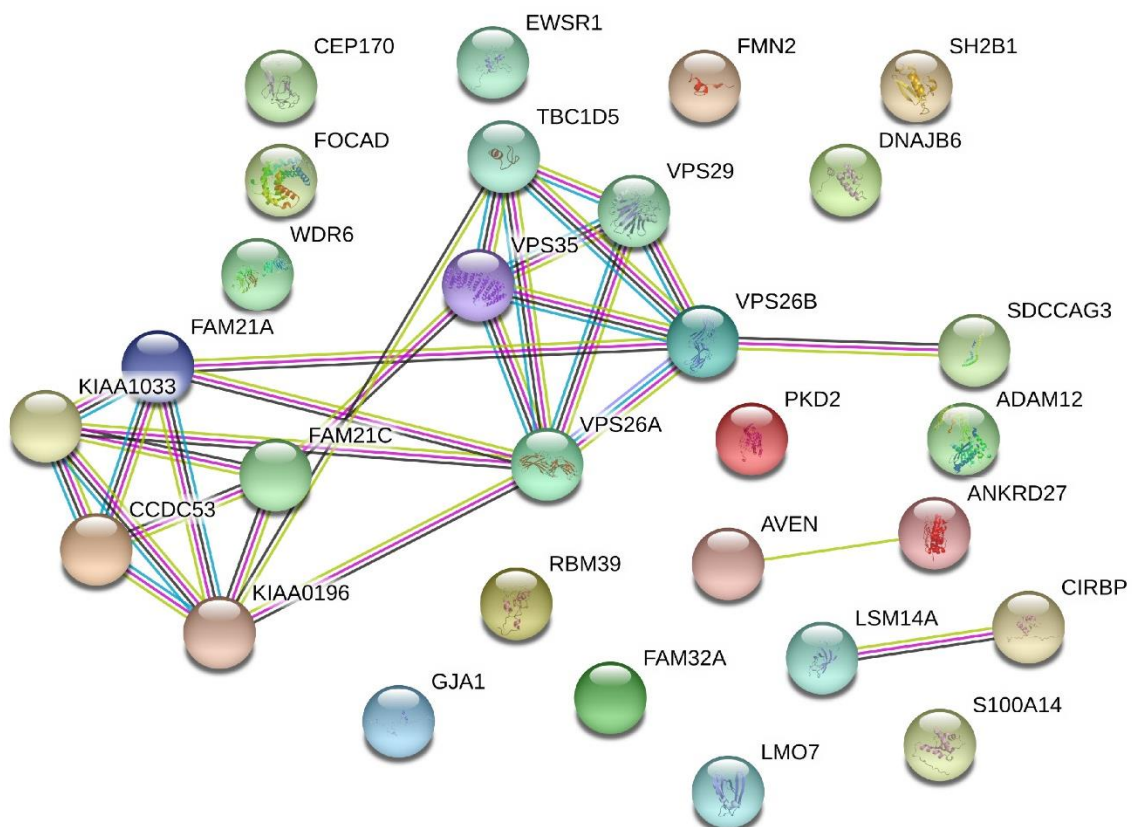 EWSR1
CEP170
FMN2
SH2B1
TBC1D5
FOCAD
DNAJB6
VPS29
WDR6
VPS35
VPS26B
SDCCAG3
FAM21A
KIAA1033
PKD2
ADAM12
VPS26A
FAM21C
ANKRD27
CCDC53
AVEN
RBM39
CIRBP
KIAA0196
LSM14A
FAM32A
GJA1
S100A14
LMO7